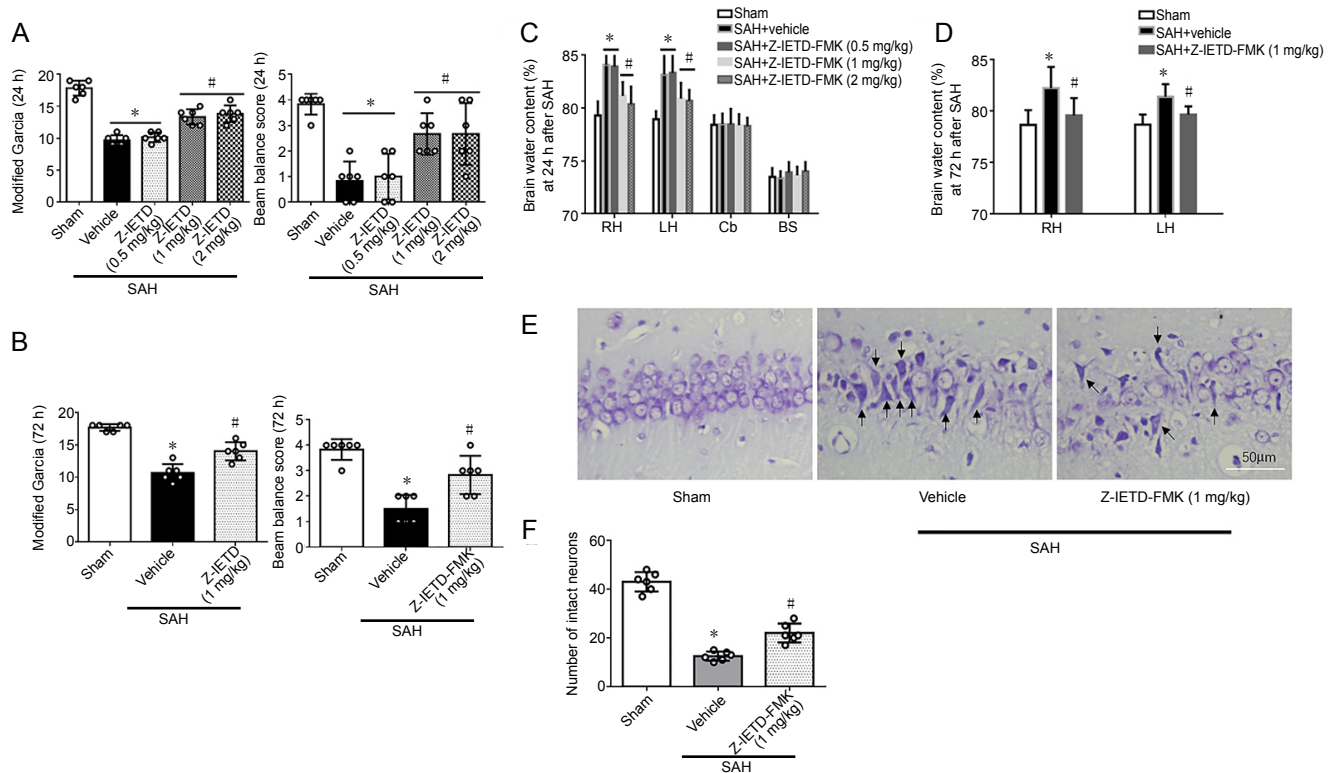 A
Modified Garcia (24 h)
20
15
10
5
0
*
#
Sham
Vehicle
Z-IETD
(0.5 mg/kg)
Z-IETD
(1 mg/kg)
Z-IETD
(2 mg/kg)
SAH
Beam balance score (24 h)
5
4
3
2
1
0
*
#
Sham
Vehicle
Z-IETD
(0.5 mg/kg)
Z-IETD
(1 mg/kg)
Z-IETD
(2 mg/kg)
SAH
C
Sham
SAH+vehicle
SAH+Z-IETD-FMK (0.5 mg/kg)
SAH+Z-IETD-FMK (1 mg/kg)
SAH+Z-IETD-FMK (2 mg/kg)
Brain water content (%)
at 24 h after SAH
85
80
75
70
*
#
*
#
RH
LH
Cb
BS
D
Sham
SAH+vehicle
SAH+Z-IETD-FMK (1 mg/kg)
Brain water content (%)
at 72 h after SAH
85
80
75
70
*
#
*
#
RH
LH
B
Modified Garcia (72 h)
20
15
10
5
0
*
#
Sham
Vehicle
Z-IETD
(1 mg/kg)
SAH
Beam balance score (72 h)
5
4
3
2
1
0
*
#
Sham
Vehicle
Z-IETD-FMK
(1 mg/kg)
SAH
E
50μm
Sham
Vehicle
Z-IETD-FMK (1 mg/kg)
SAH
F
Number of intact neurons
60
40
20
0
*
#
Sham
Vehicle
Z-IETD-FMK
(1 mg/kg)
SAH